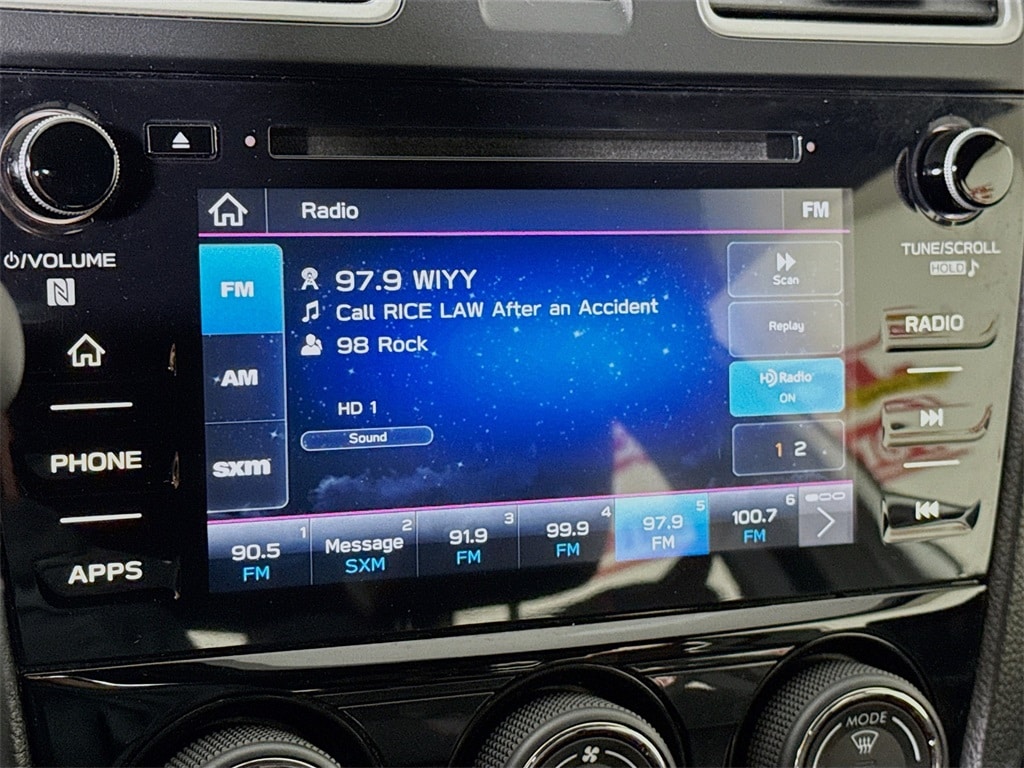 Radio
FM
/VOLUME
TUNE/SCROLL
HOLD
N
FM
97.9 WIYY
Call RICE LAW After an Accident
98 Rock
HD 1
Sound
AM
sxm
Scan
Replay
HD Radio
ON
1 2
RADIO
PHONE
APPS
1
90.5
FM
2
Message
SXM
3
91.9
FM
4
99.9
FM
5
97.9
FM
6
100.7
FM
MODE